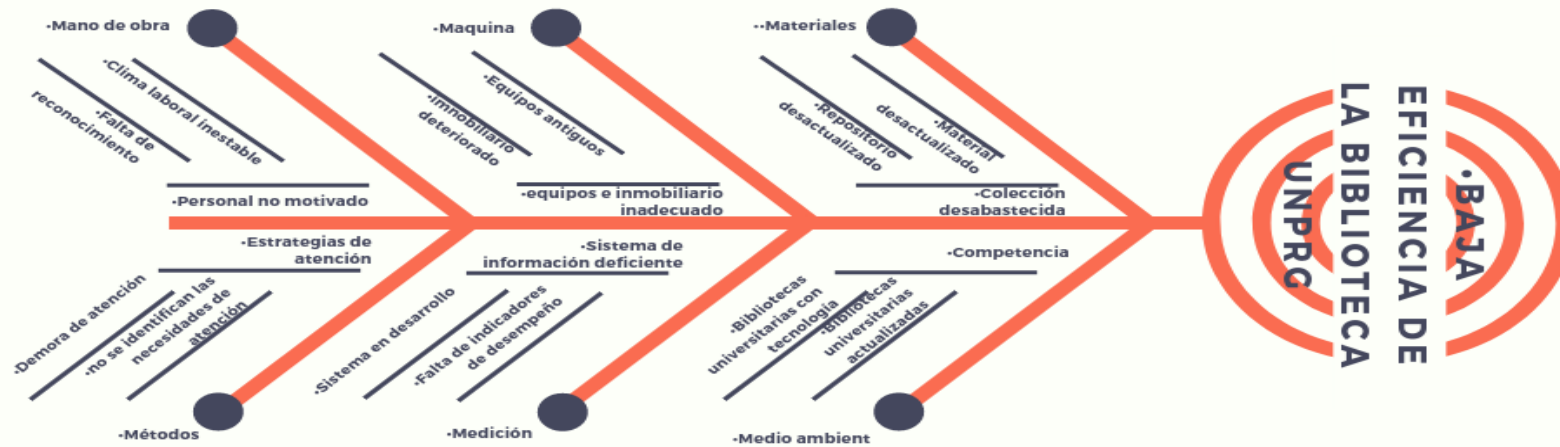 ·Mano de obra
·Clima laboral inestable
·Falta de
reconocimiento
·Personal no motivado
·Maquina
·Equipos antiguos
·Immobiliario
deteriorado
·equipos e inmobiliario
inadecuado
··Materiales
·Material
desactualizado
·Repositorio
desactualizado
·Colección
desabastecida
·Estrategias de
atención
·Demora de atención
·no se identifican las
necesidades de
atención
·Métodos
·Sistema de
información deficiente
·Sistema en desarrollo
·Falta de indicadores
de desempeño
·Medición
·Competencia
·Bibliotecas
universitarias con
tecnología
·Bibliotecas
universitarias
actualizadas
·Medio ambient
·BAJA
EFICIENCIA DE
LA BIBLIOTECA
UNPRG